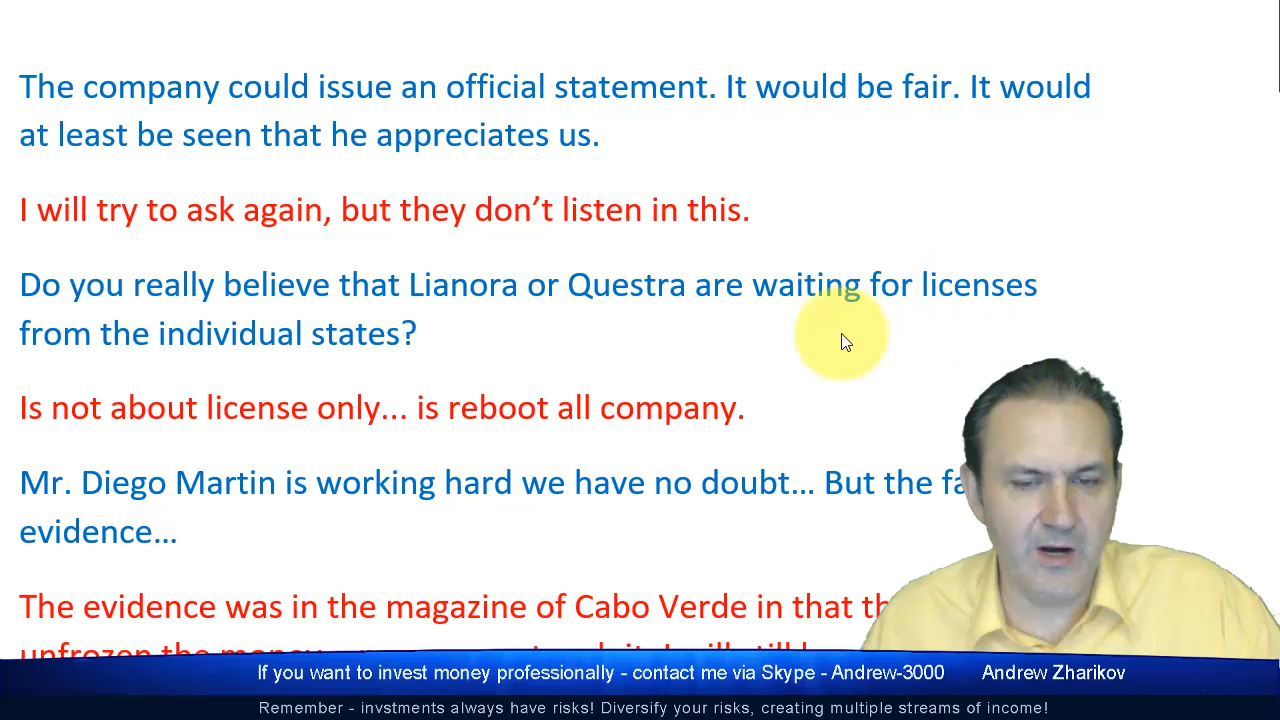 The company could issue an official statement. It would be fair. It would
at least be seen that he appreciates us.
I will try to ask again, but they don’t listen in this.
Do you really believe that Lianora or Questra are waiting for licenses
from the individual states?
Is not about license only... is reboot all company.
Mr. Diego Martin is working hard we have no doubt... But the
evidence...
The evidence was in the magazine of Cabo Verde in that
unfrozen the money
If you want to invest money professionally - contact me via Skype - Andrew-3000 Andrew Zharikov
Remember - invstments always have risks! Diversify your risks, creating multiple streams of income!